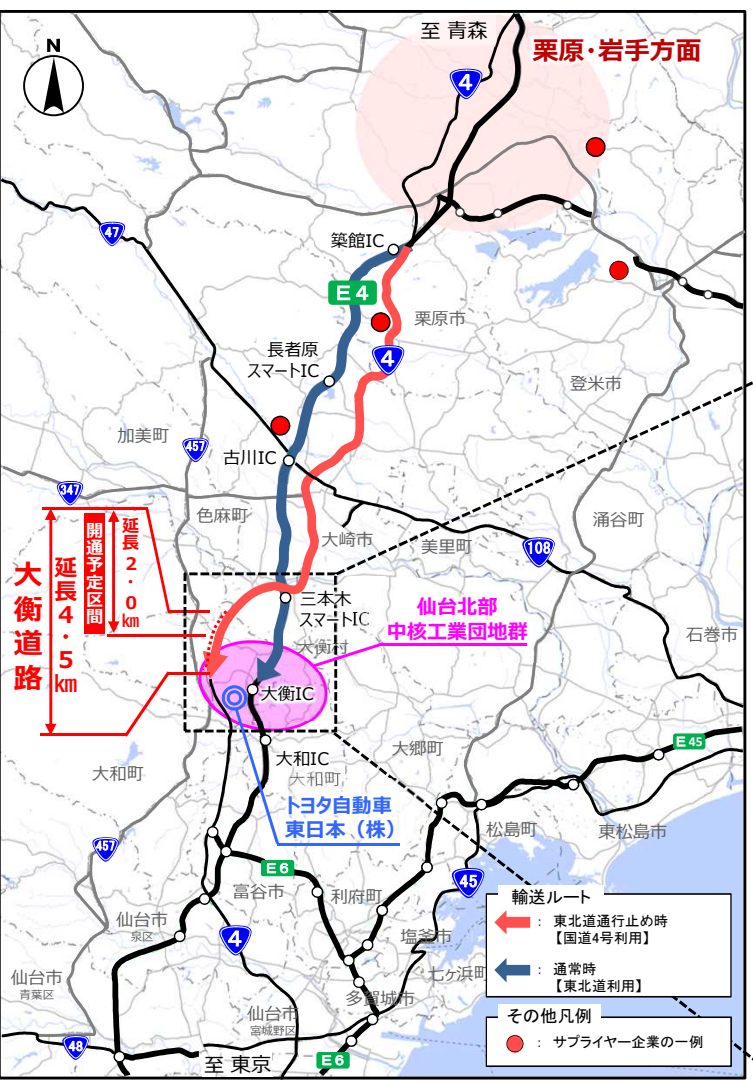 至 青森
栗原・岩手方面
N
4
47
築館IC
E4
栗原市
4
長者原
スマートIC
登米市
加美町
457
古川IC
347
色麻町
大崎市
美里町
涌谷町
108
大衡道路
延長4・5km
開通予定区間
延長2・0km
三本木
スマートIC
仙台北部
中核工業団地群
大衡村
石巻市
大衡IC
大和IC
大和町
大郷町
E45
大和町
トヨタ自動車
東日本（株）
松島町
東松島市
457
E6
富谷市
利府町
45
仙台市
泉区
4
塩釜市
七ヶ浜町
仙台市
青葉区
多賀城市
仙台市
宮城野区
48
至 東京
E6
輸送ルート
： 東北道通行止め時
【国道4号利用】
： 通常時
【東北道利用】
その他凡例
： サプライヤー企業の一例